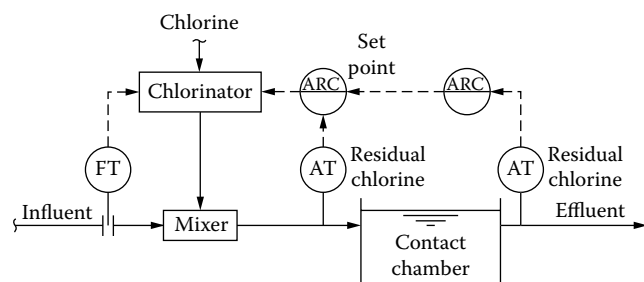 Chlorine
Set
point
Chlorinator
ARC
ARC
FT
AT
Residual
chlorine
AT
Residual
chlorine
Influent
Mixer
Effluent
Contact
chamber